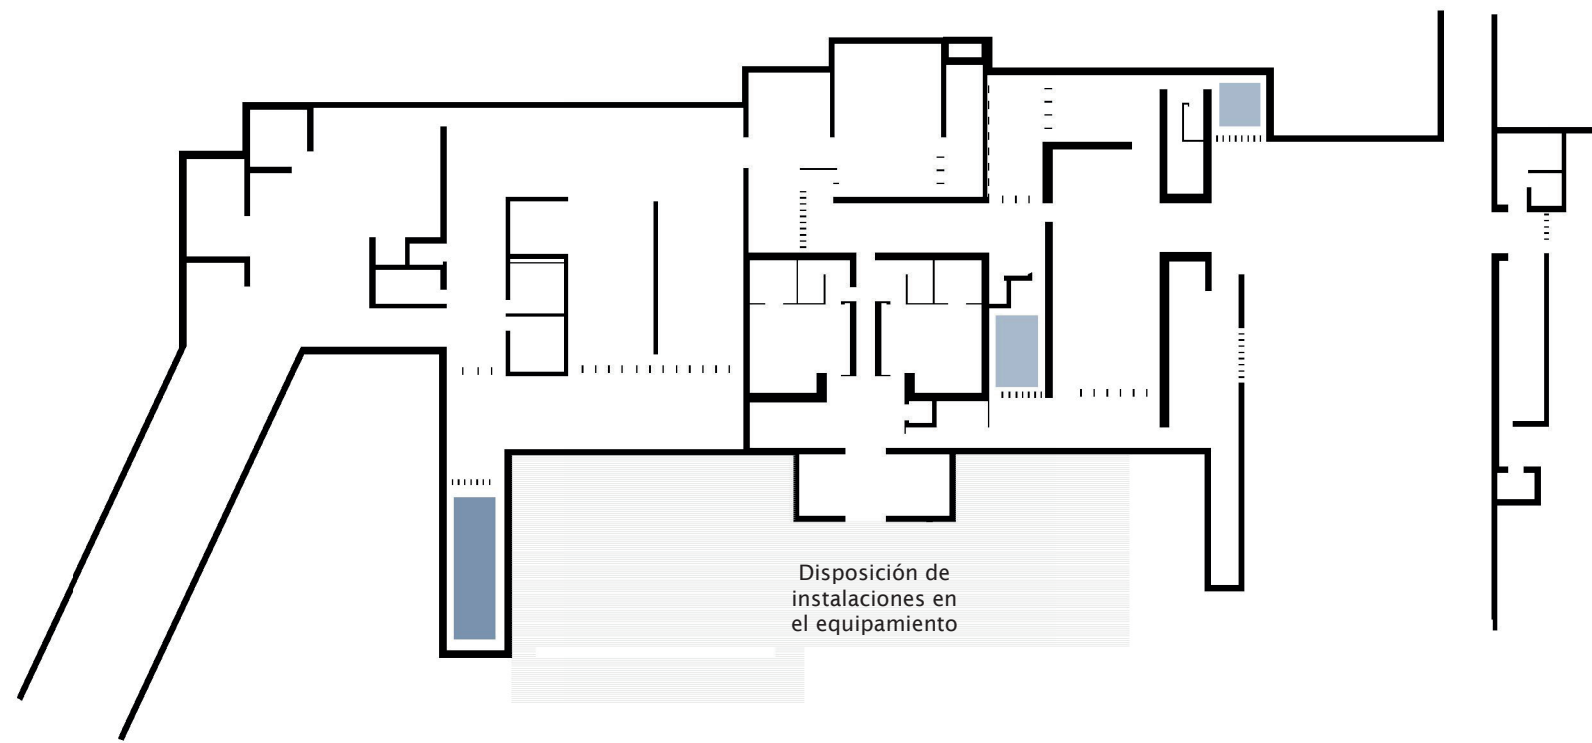 Disposición de
instalaciones en
el equipamiento